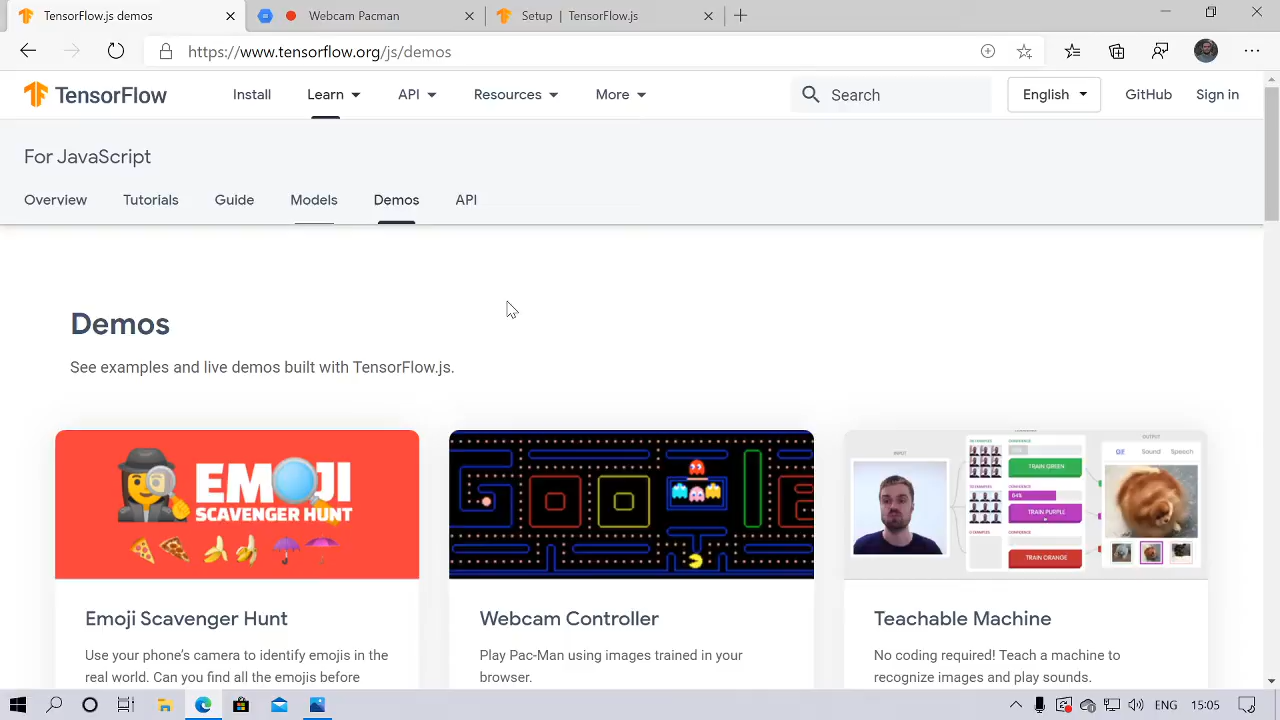 Demos | TensorFlow.js
Webcam Pacman
Setup | TensorFlow.js
https://www.tensorflow.org/js/demos
TensorFlow
Install
Learn
API
Resources
More
Search
English
GitHub
Sign in
For JavaScript
Overview
Tutorials
Guide
Models
Demos
API
Demos
See examples and live demos built with TensorFlow.js.
EMOJI
SCAVENGER HUNT
INPUT
TRAIN GREEN
TRAIN PURPLE
TRAIN ORANGE
OUTPUT
Gif
Sound
Speech
Emoji Scavenger Hunt
Use your phone's camera to identify emojis in the
real world. Can you find all the emojis before
Webcam Controller
Play Pac-Man using images trained in your
browser.
Teachable Machine
No coding required! Teach a machine to
recognize images and play sounds.
ENG
15:05